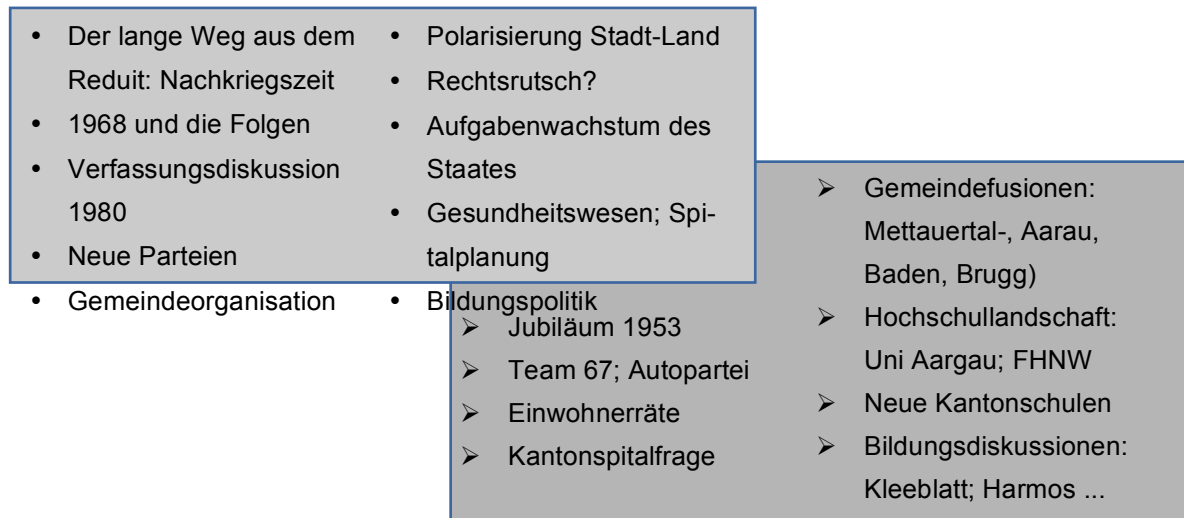 • Der lange Weg aus dem
Reduit: Nachkriegszeit
• 1968 und die Folgen
• Verfassungsdiskussion
1980
• Neue Parteien
• Gemeindeorganisation
• Polarisierung Stadt-Land
• Rechtsrutsch?
• Aufgabenwachstum des
Staates
• Gesundheitswesen; Spi-
talplanung
• Bildungspolitik
➢ Jubiläum 1953
➢ Team 67; Autopartei
➢ Einwohnerräte
➢ Kantonspitalfrage
➢ Gemeindefusionen:
Mettauertal-, Aarau,
Baden, Brugg)
➢ Hochschullandschaft:
Uni Aargau; FHNW
➢ Neue Kantonschulen
➢ Bildungsdiskussionen:
Kleeblatt; Harmos ...